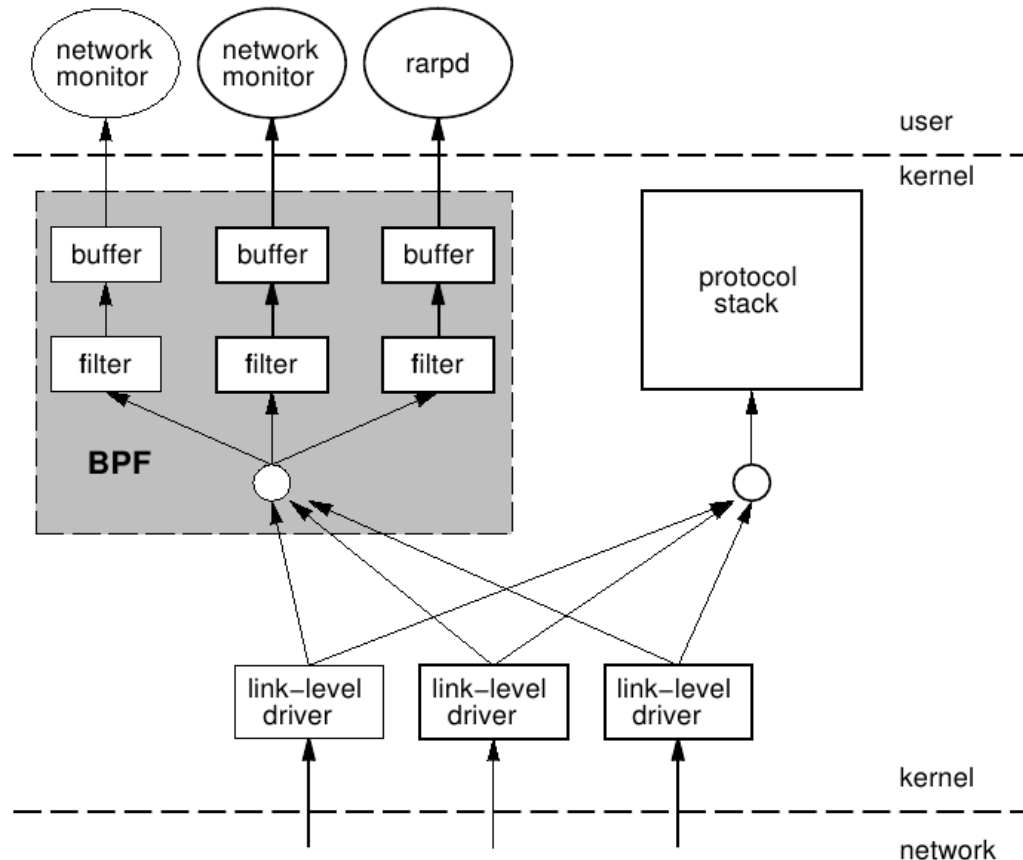 network
monitor
network
monitor
rarpd
user
kernel
buffer
buffer
buffer
protocol
stack
filter
filter
filter
BPF
link-level
driver
link-level
driver
link-level
driver
kernel
network